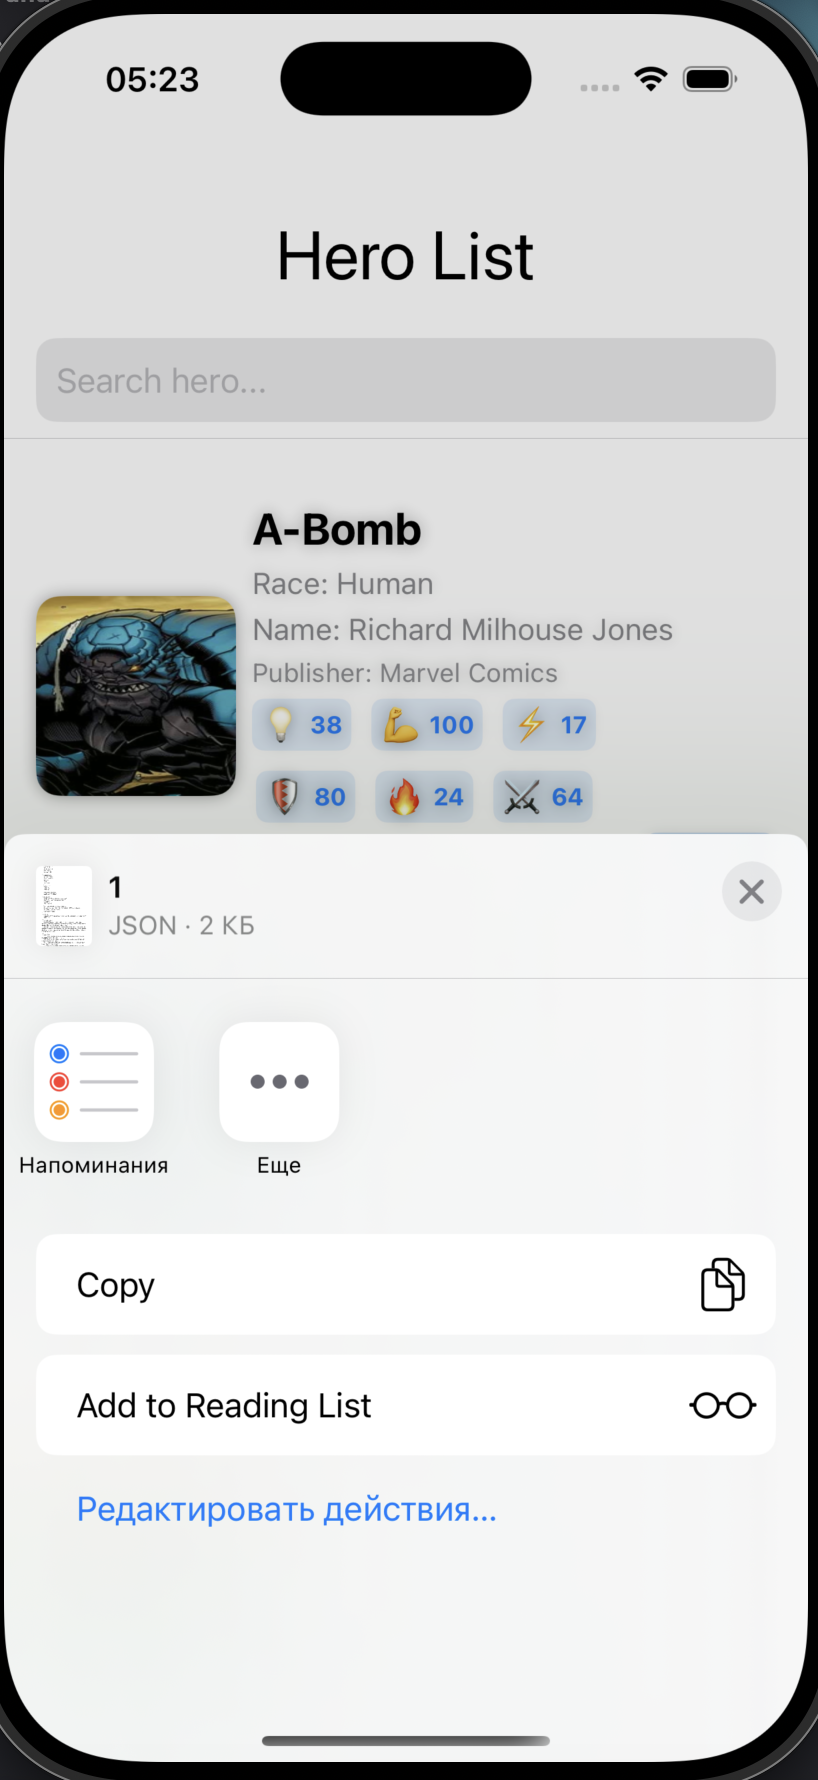 05:23
Hero List
Search hero...
A-Bomb
Race: Human
Name: Richard Milhouse Jones
Publisher: Marvel Comics
38 100 17
80 24 64
1
JSON · 2 КБ
Напоминания Еще
Copy
Add to Reading List
Редактировать действия...